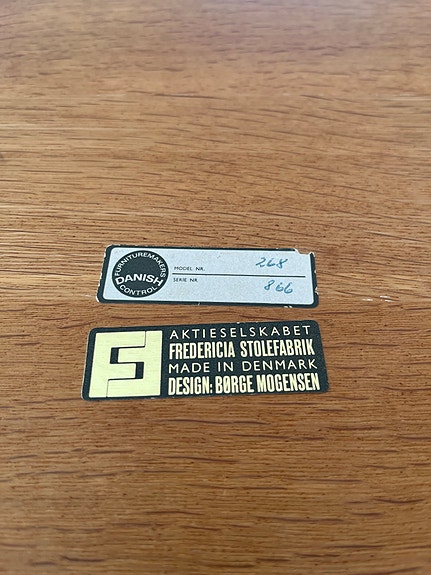 FURNITUREMAKERS
DANISH
CONTROL
MODEL NR. 268
SERIE NR. 866
AKTIESELSKABET
FREDERICIA STOLEFABRIK
MADE IN DENMARK
DESIGN: BØRGE MOGENSEN